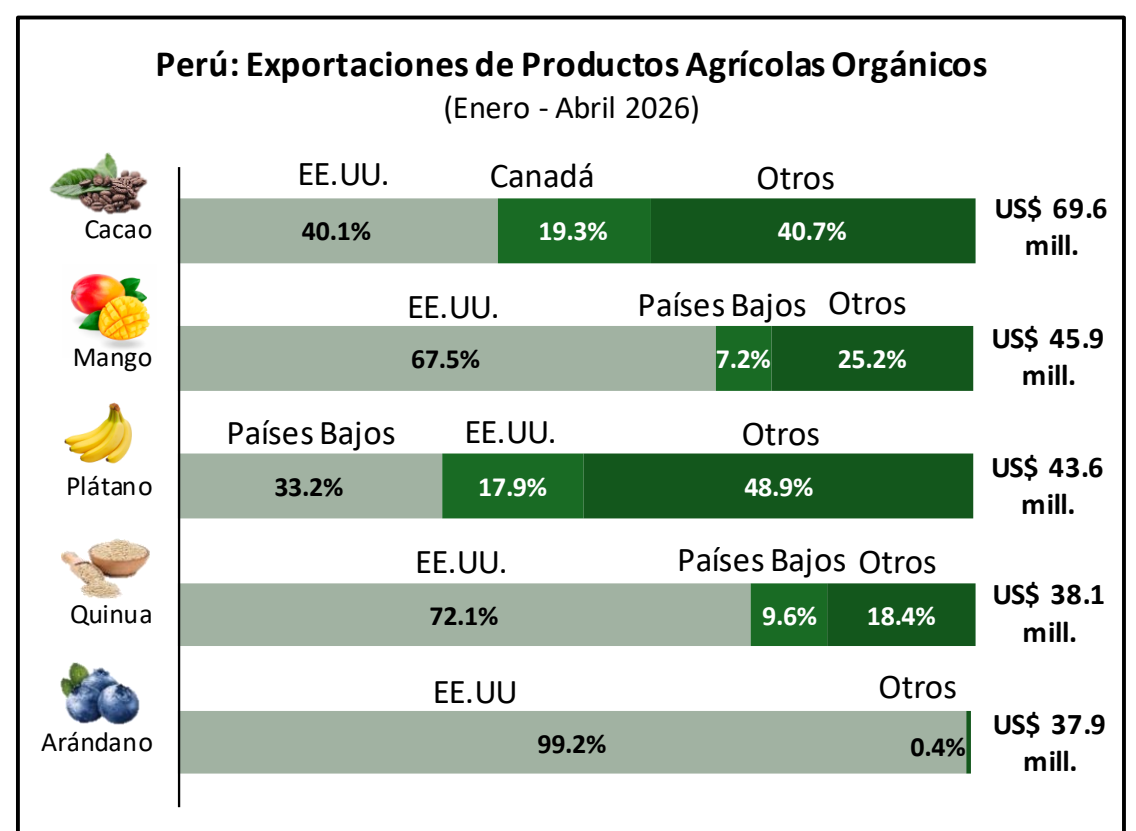 Perú: Exportaciones de Productos Agrícolas Orgánicos
(Enero - Abril 2026)
EE.UU. Canadá Otros
Cacao 40.1% 19.3% 40.7% US$ 69.6
mill.
EE.UU. Países Bajos Otros
Mango 67.5% 7.2% 25.2% US$ 45.9
mill.
Países Bajos EE.UU. Otros
Plátano 33.2% 17.9% 48.9% US$ 43.6
mill.
EE.UU. Países Bajos Otros
Quinua 72.1% 9.6% 18.4% US$ 38.1
mill.
EE.UU Otros
Arándano 99.2% 0.4% US$ 37.9
mill.